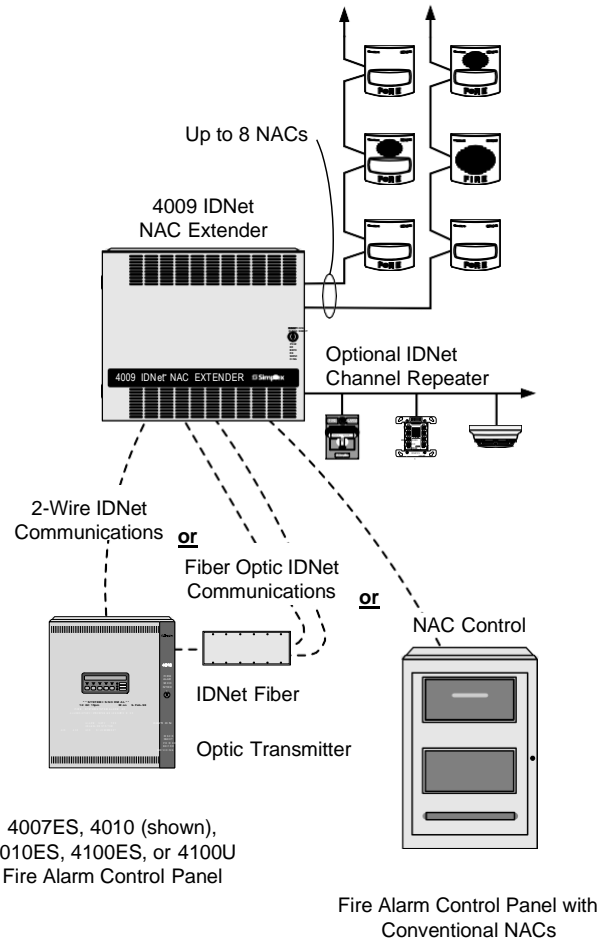 Up to 8 NACs
4009 IDNet
NAC Extender
FIRE
4009 IDNet NAC EXTENDER Simplex
Optional IDNet
Channel Repeater
2-Wire IDNet
Communications
or
Fiber Optic IDNet
Communications
or
NAC Control
IDNet Fiber
Optic Transmitter
4007ES, 4010 (shown),
010ES, 4100ES, or 4100U
Fire Alarm Control Panel
Fire Alarm Control Panel with
Conventional NACs